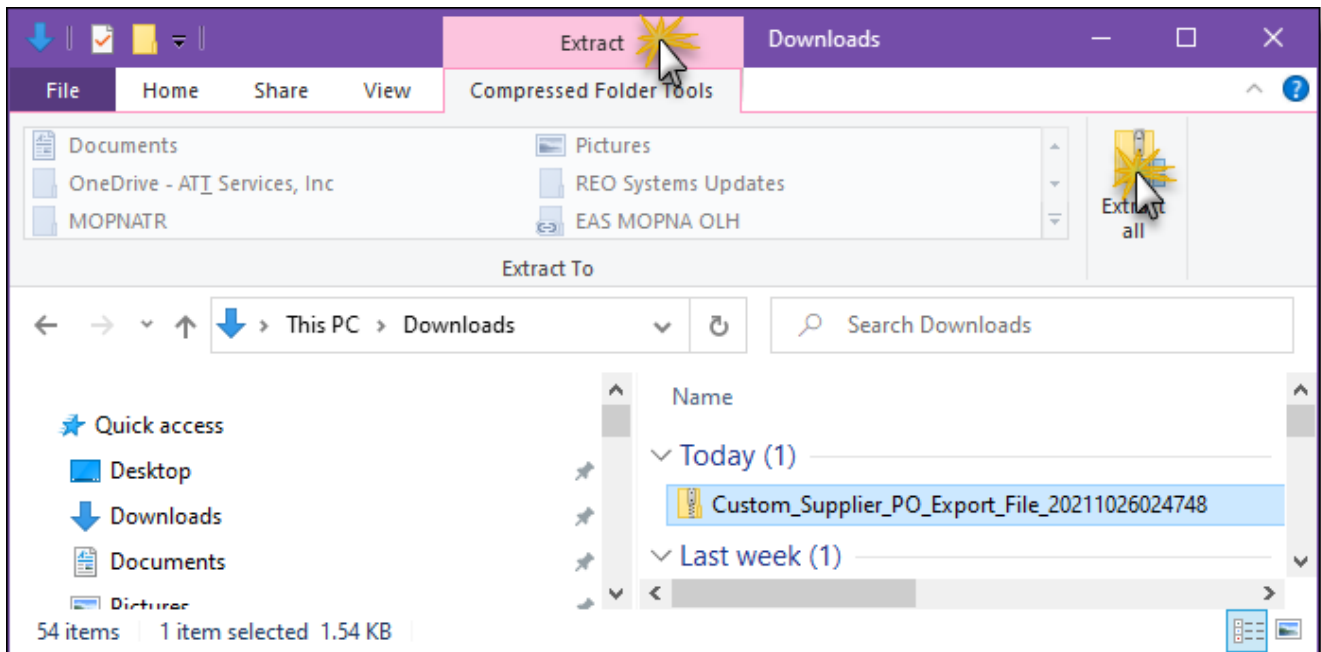 Extract Downloads
File Home Share View Compressed Folder Tools
Documents Pictures
OneDrive - ATT Services, Inc REO Systems Updates
MOPNATR EAS MOPNA OLH
Extract
all
Extract To
This PC > Downloads Search Downloads
Name
Quick access
Today (1)
Desktop
Custom_Supplier_PO_Export_File_20211026024748
Downloads
Documents
Last week (1)
Pictures
54 items 1 item selected 1.54 KB